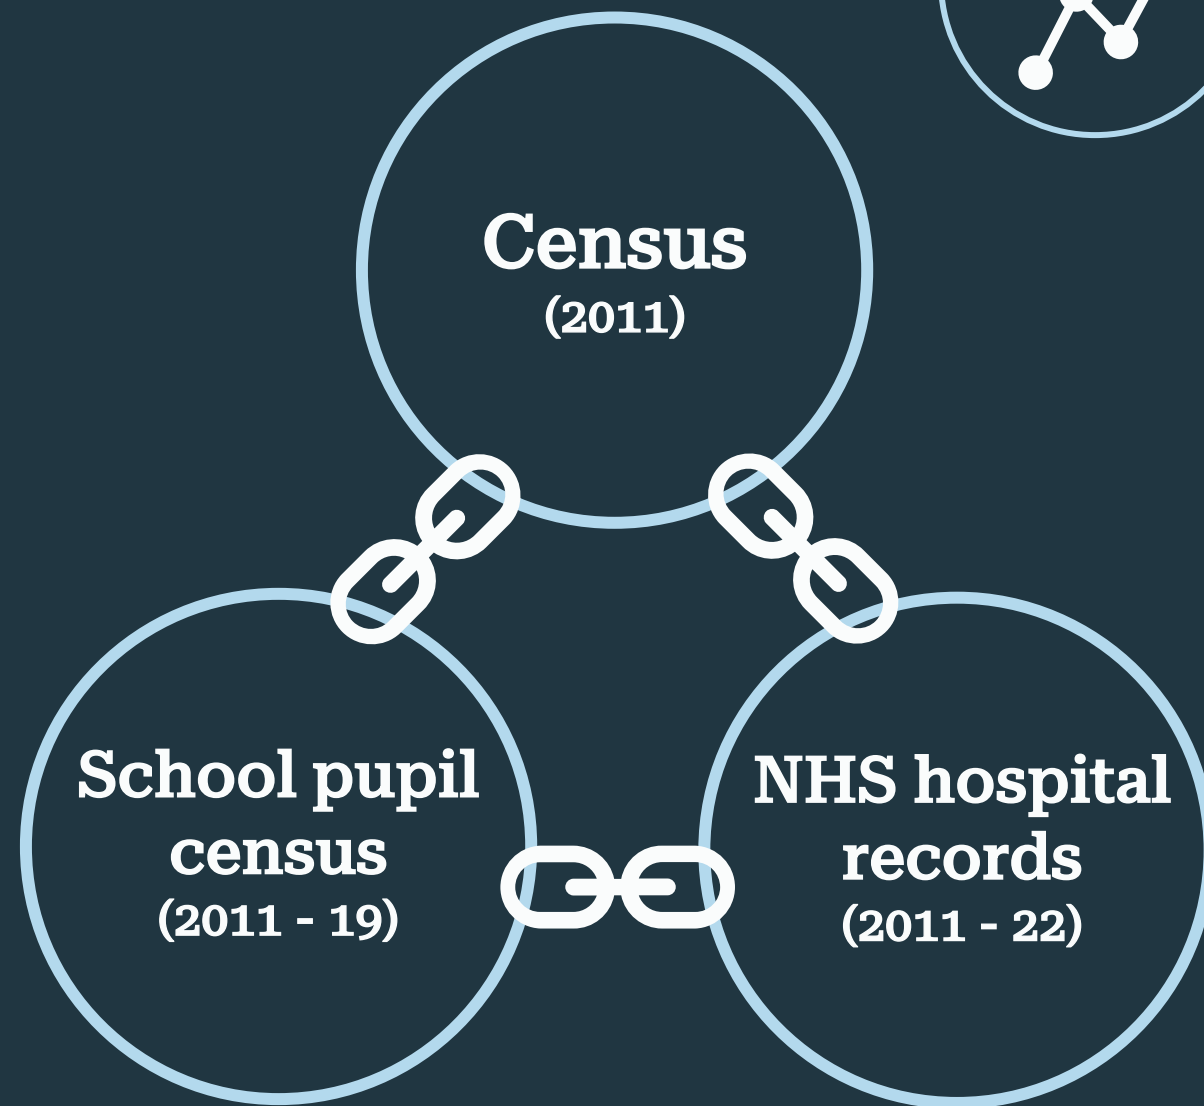 Census
(2011)
School pupil
census
(2011 - 19)
NHS hospital
records
(2011 - 22)